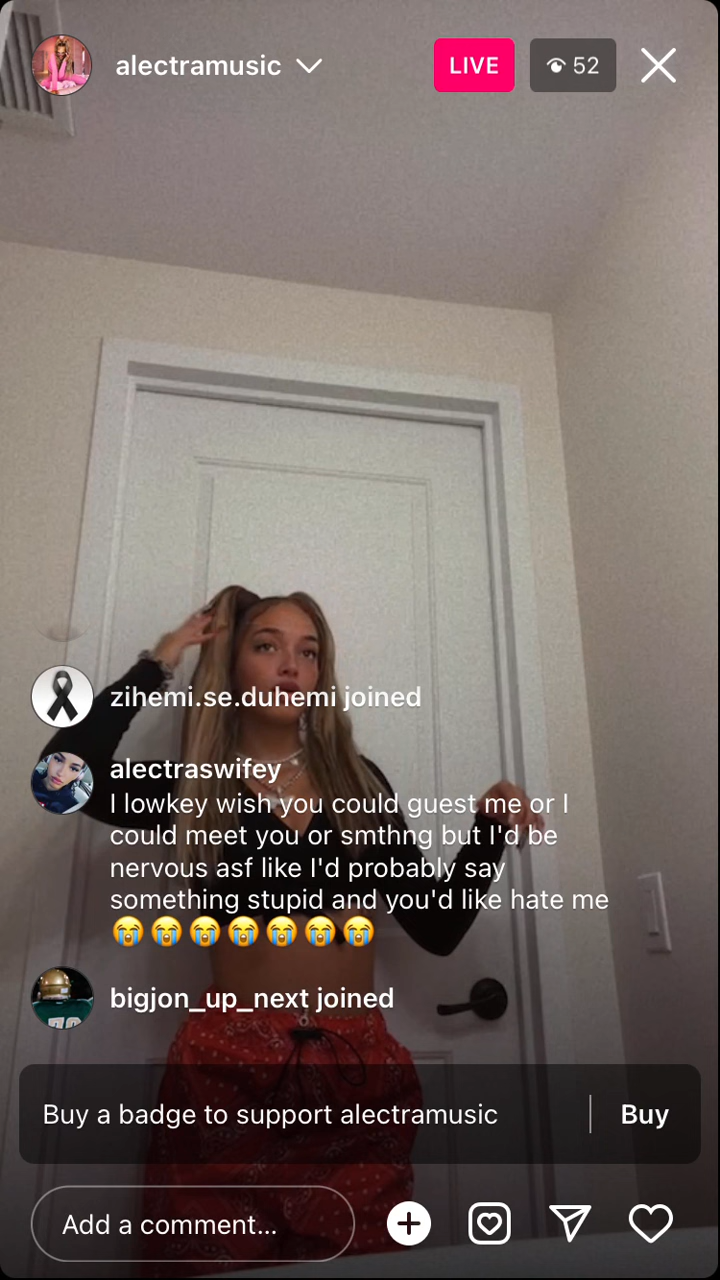 alectramusic
LIVE
52
zihemi.se.duhemi joined
alectraswifey
I lowkey wish you could guest me or I
could meet you or smthng but I'd be
nervous asf like I'd probably say
something stupid and you'd like hate me
😭😭😭😭😭😭😭
bigjon_up_next joined
Buy a badge to support alectramusic
Buy
Add a comment...